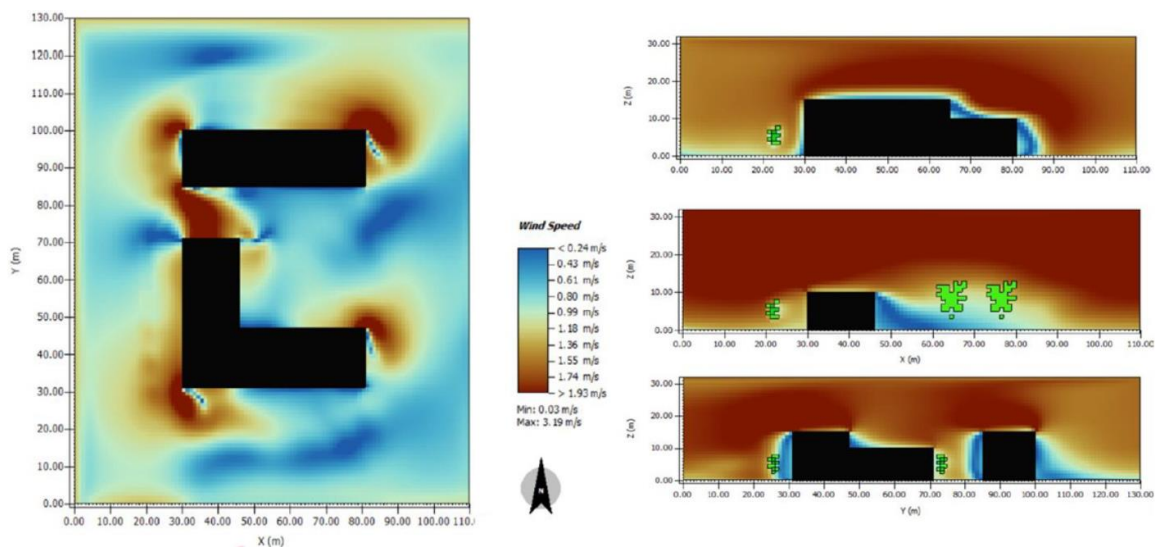 130.00
120.00
110.00
100.00
90.00
80.00
70.00
60.00
50.00
40.00
30.00
20.00
10.00
0.00
Y (m)
0.00 10.00 20.00 30.00 40.00 50.00 60.00 70.00 80.00 90.00 100.00 110.00
X (m)
Wind Speed
< 0.24 m/s
0.43 m/s
0.61 m/s
0.80 m/s
0.99 m/s
1.18 m/s
1.36 m/s
1.55 m/s
1.74 m/s
> 1.93 m/s
Min: 0.03 m/s
Max: 3.19 m/s
N
30.00
20.00
10.00
0.00
Z (m)
0.00 10.00 20.00 30.00 40.00 50.00 60.00 70.00 80.00 90.00 100.00 110.00
30.00
20.00
10.00
0.00
Z (m)
0.00 10.00 20.00 30.00 40.00 50.00 60.00 70.00 80.00 90.00 100.00 110.00
X (m)
30.00
20.00
10.00
0.00
Z (m)
0.00 10.00 20.00 30.00 40.00 50.00 60.00 70.00 80.00 90.00 100.00 110.00 120.00 130.00
Y (m)